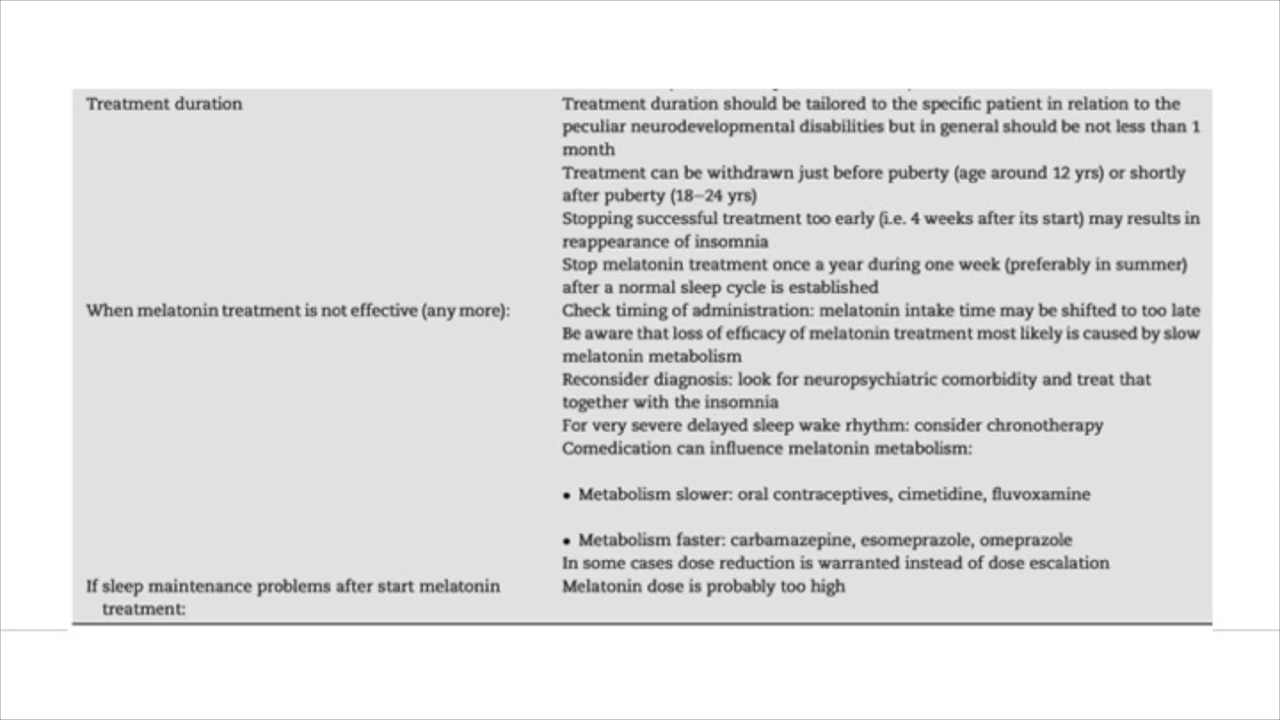 Treatment duration
Treatment duration should be tailored to the specific patient in relation to the
peculiar neurodevelopmental disabilities but in general should be not less than 1
month
Treatment can be withdrawn just before puberty (age around 12 yrs) or shortly
after puberty (18–24 yrs)
Stopping successful treatment too early (i.e. 4 weeks after its start) may results in
reappearance of insomnia
Stop melatonin treatment once a year during one week (preferably in summer)
after a normal sleep cycle is established
When melatonin treatment is not effective (any more):
Check timing of administration: melatonin intake time may be shifted to too late
Be aware that loss of efficacy of melatonin treatment most likely is caused by slow
melatonin metabolism
Reconsider diagnosis: look for neuropsychiatric comorbidity and treat that
together with the insomnia
For very severe delayed sleep wake rhythm: consider chronotherapy
Comedication can influence melatonin metabolism:
• Metabolism slower: oral contraceptives, cimetidine, fluvoxamine
• Metabolism faster: carbamazepine, esomeprazole, omeprazole
In some cases dose reduction is warranted instead of dose escalation
If sleep maintenance problems after start melatonin
treatment:
Melatonin dose is probably too high